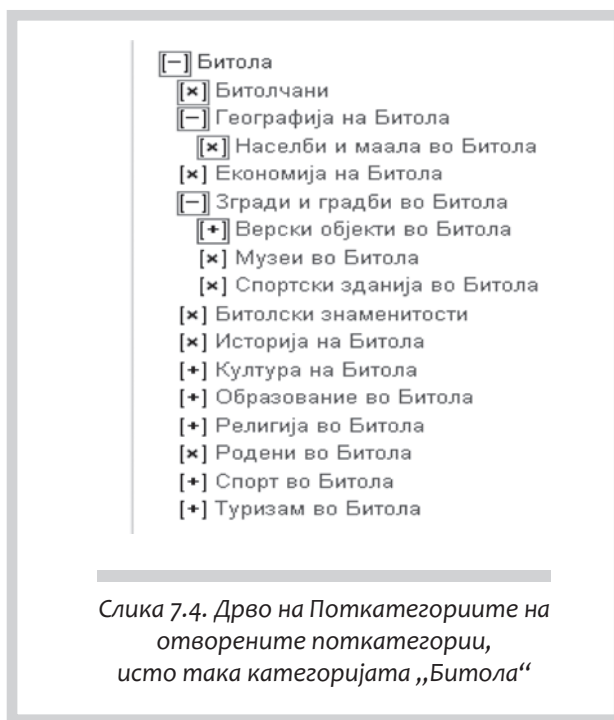 [−] Битола
[×] Битолчани
[−] Географија на Битола
[×] Населби и маала во Битола
[×] Економија на Битола
[−] Згради и градби во Битола
[+] Верски објекти во Битола
[×] Музеи во Битола
[×] Спортски зданија во Битола
[×] Битолски знаменитости
[×] Историја на Битола
[+] Култура на Битола
[+] Образование во Битола
[+] Религија во Битола
[×] Родени во Битола
[+] Спорт во Битола
[+] Туризам во Битола
Слика 7.4. Дрво на Поткатегориите на
отворените поткатегории,
исто така категоријата „Битола“